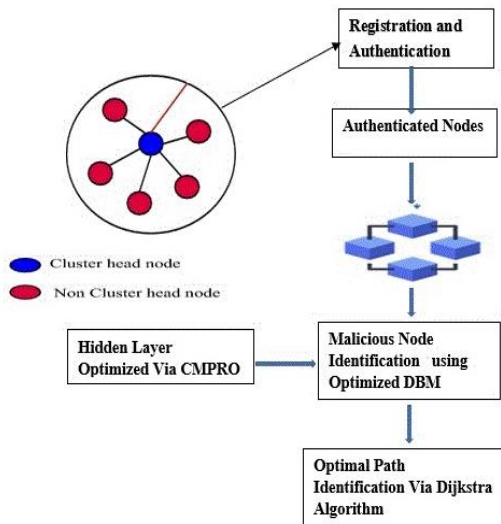 Registration and
Authentication
Authenticated Nodes
Cluster head node
Non Cluster head node
Hidden Layer
Optimized Via CMPRO
Malicious Node
Identification using
Optimized DBM
Optimal Path
Identification Via Dijkstra
Algorithm